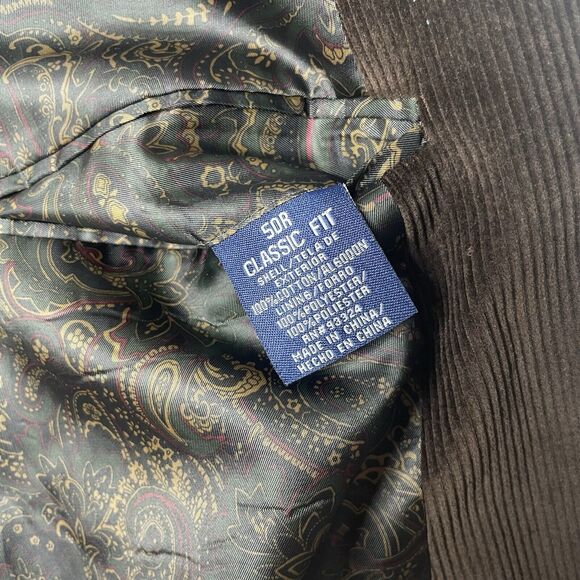 50R
CLASSIC FIT
SHELL/TELA DE
EXTERIOR
100%COTTON/ALGODON
LINING/FORRO
100%POLYESTER/
100%POLIÉSTER
RN# 93324
MADE IN CHINA/
HECHO EN CHINA